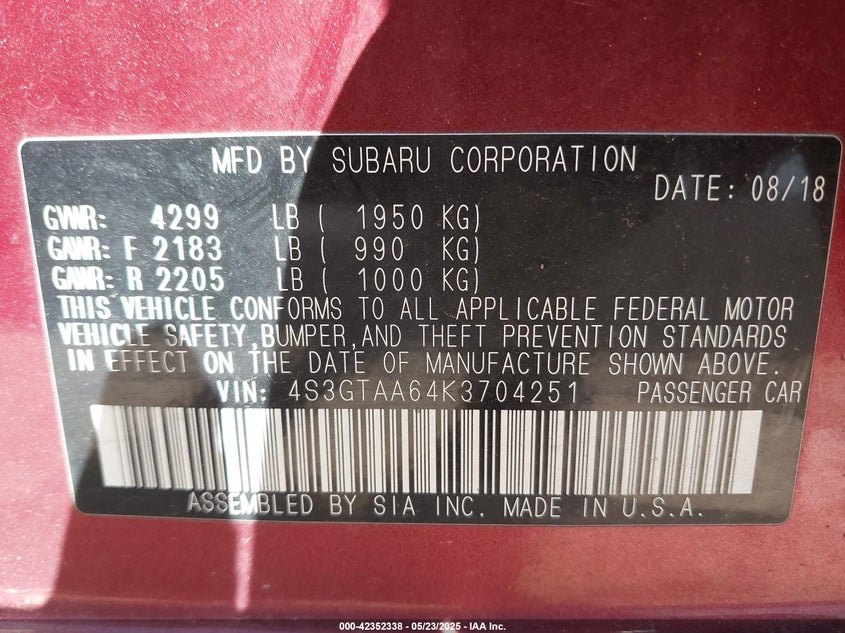 MFD BY SUBARU CORPORATION
DATE: 08/18
GVWR: 4299 LB ( 1950 KG)
GAWR: F 2183 LB ( 990 KG)
GAWR: R 2205 LB ( 1000 KG)
THIS VEHICLE CONFORMS TO ALL APPLICABLE FEDERAL MOTOR
VEHICLE SAFETY,BUMPER,AND THEFT PREVENTION STANDARDS
IN EFFECT ON THE DATE OF MANUFACTURE SHOWN ABOVE.
VIN: 4S3GTAA64K3704251 PASSENGER CAR
ASSEMBLED BY SIA INC. MADE IN U.S.A.
000-42352338 - 05/23/2025 - IAA Inc.